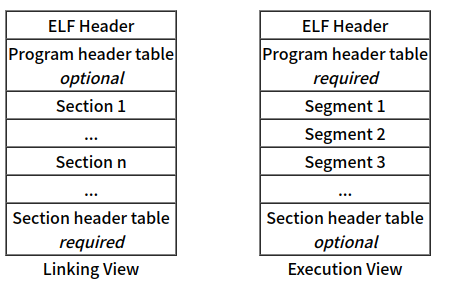 ELF Header
Program header table
optional
Section 1
...
Section n
...
Section header table
required
Linking View
ELF Header
Program header table
required
Segment 1
Segment 2
Segment 3
...
Section header table
optional
Execution View